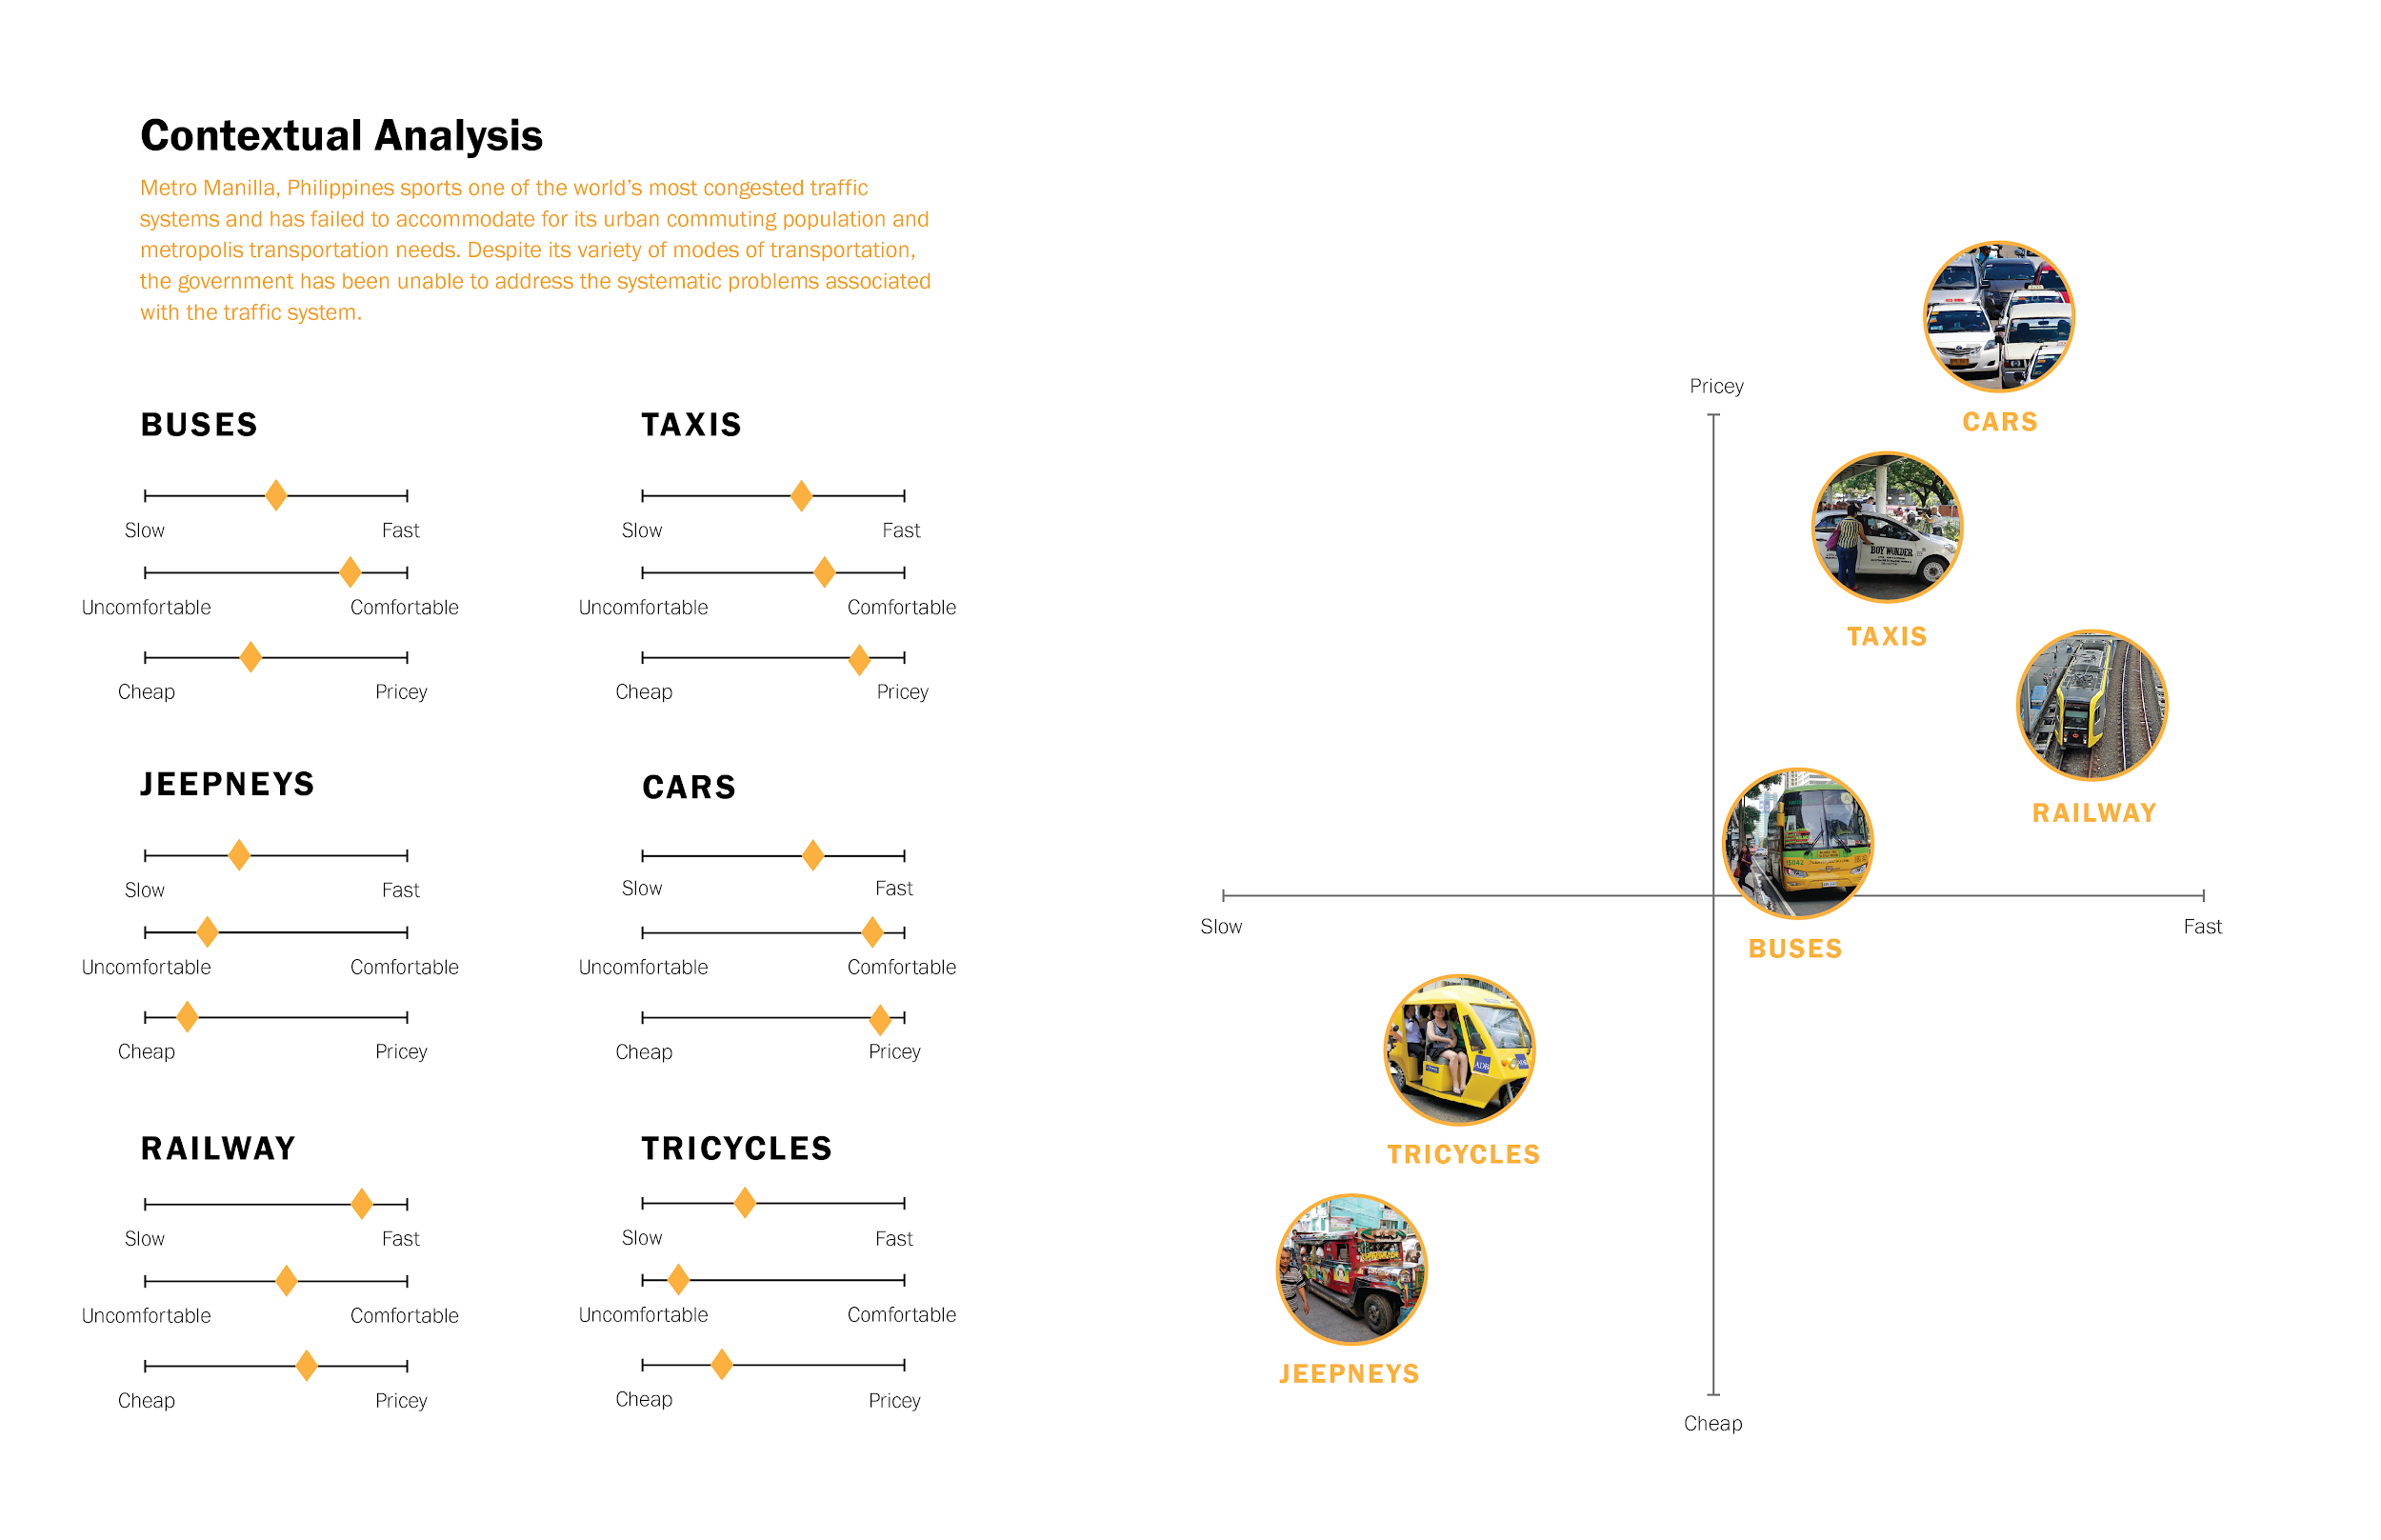 Contextual Analysis
Metro Manilla, Philippines sports one of the world's most congested traffic
systems and has failed to accommodate for its urban commuting population and
metropolis transportation needs. Despite its variety of modes of transportation,
the government has been unable to address the systematic problems associated
with the traffic system.
BUSES
Slow Fast
Uncomfortable Comfortable
Cheap Pricey
TAXIS
Slow Fast
Uncomfortable Comfortable
Cheap Pricey
JEEPNEYS
Slow Fast
Uncomfortable Comfortable
Cheap Pricey
CARS
Slow Fast
Uncomfortable Comfortable
Cheap Pricey
RAILWAY
Slow Fast
Uncomfortable Comfortable
Cheap Pricey
TRICYCLES
Slow Fast
Uncomfortable Comfortable
Cheap Pricey
Pricey
CARS
BOY WONDER
TAXIS
RAILWAY
Slow Fast
BUSES
ADB
TRICYCLES
JEEPNEYS
Cheap